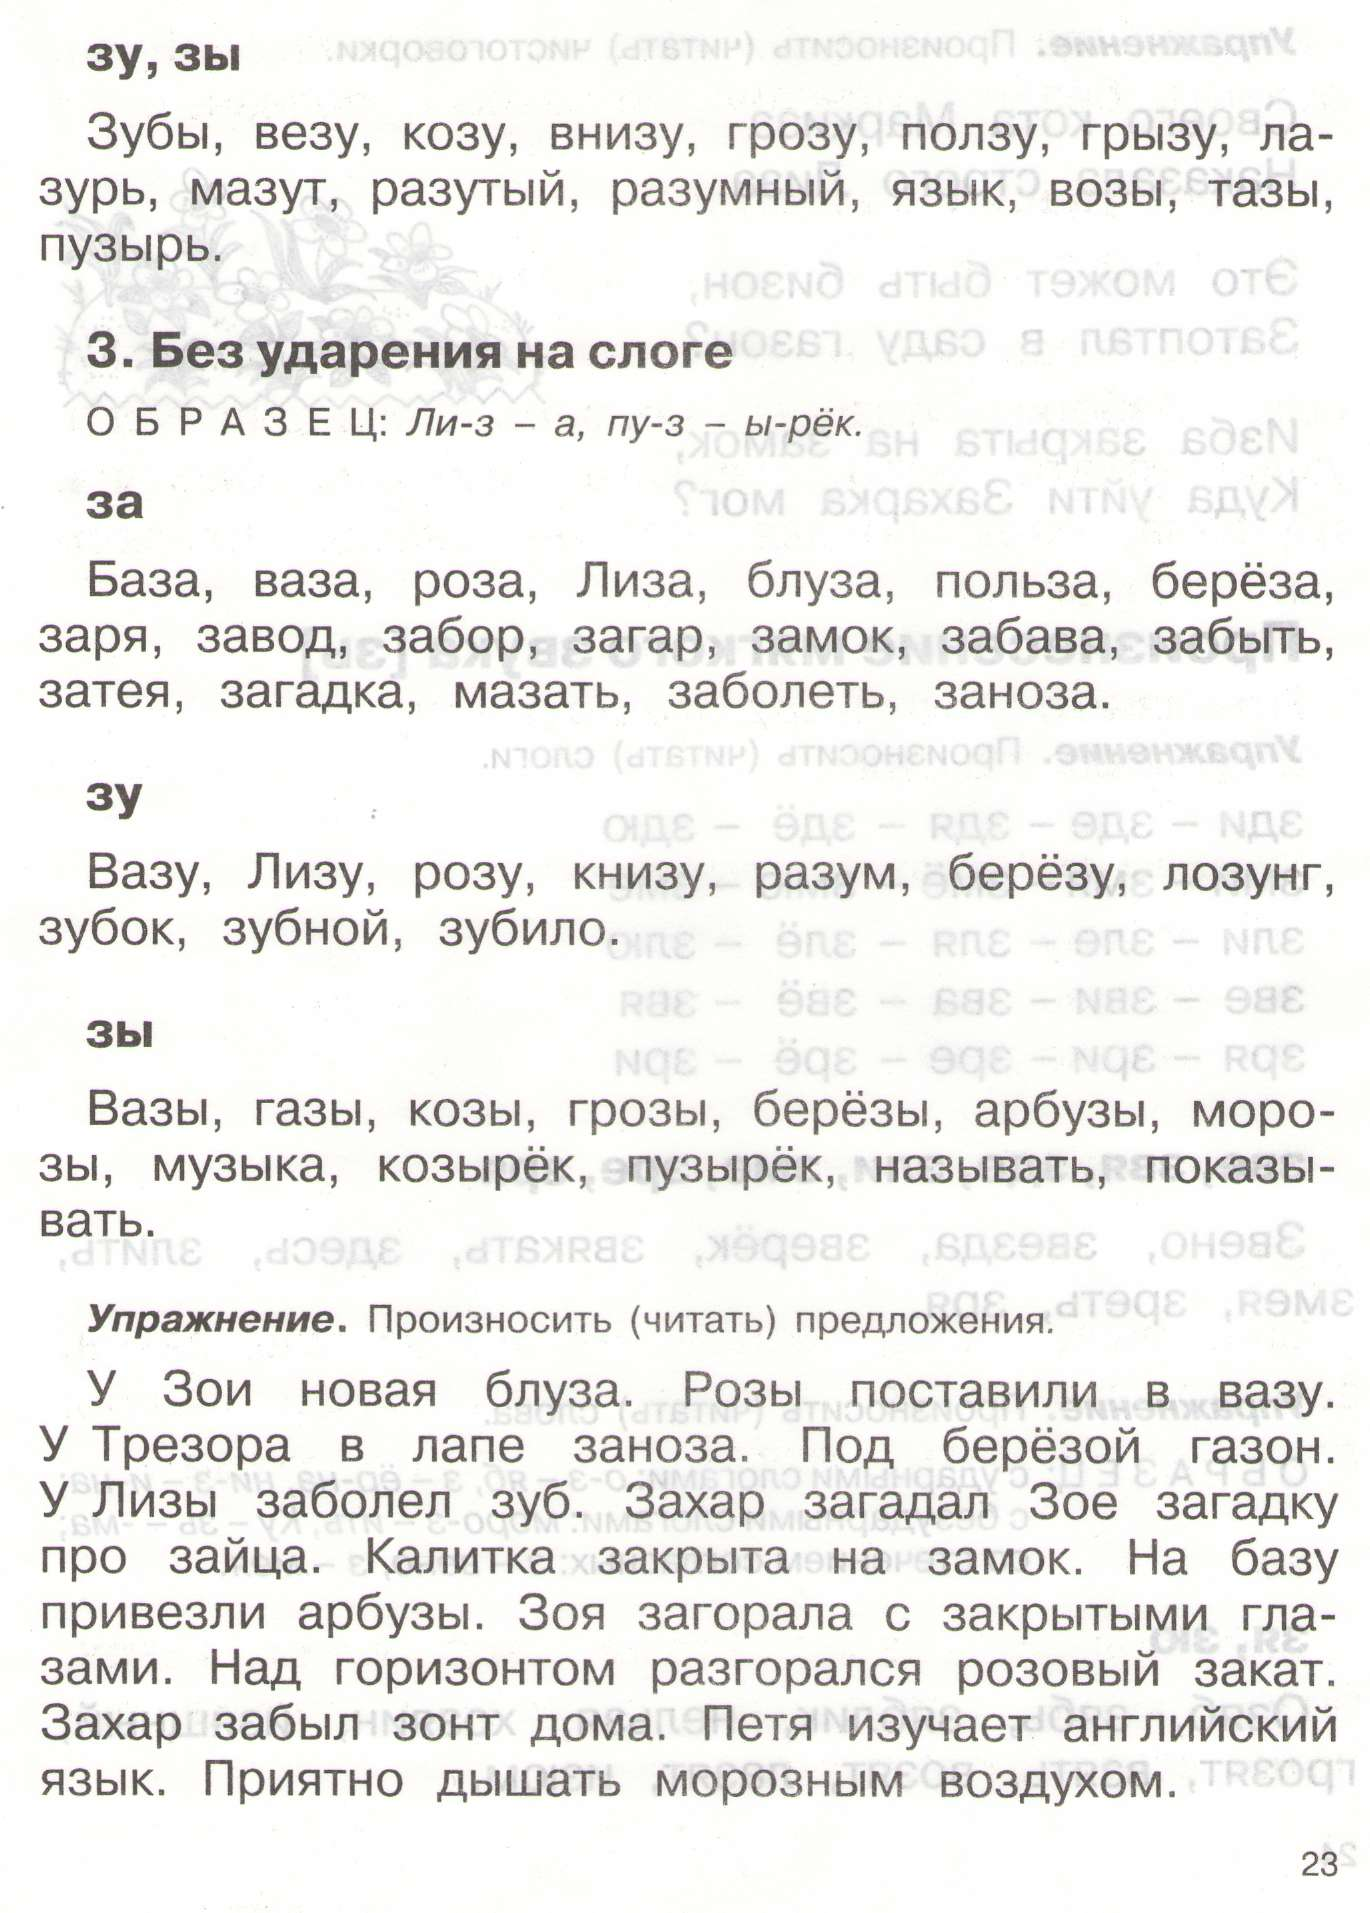 зу, зы
Зубы, везу, козу, внизу, грозу, ползу, грызу, ла-
зурь, мазут, разутый, разумный, язык, возы, тазы,
пузырь.
3. Без ударения на слоге
О Б Р А З Е Ц: Ли-з – а, пу-з – ы-рёк.
за
База, ваза, роза, Лиза, блуза, польза, берёза,
заря, завод, забор, загар, замок, забава, забыть,
затея, загадка, мазать, заболеть, заноза.
зу
Вазу, Лизу, розу, книзу, разум, берёзу, лозунг,
зубок, зубной, зубило.
зы
Вазы, газы, козы, грозы, берёзы, арбузы, моро-
зы, музыка, козырёк, пузырёк, называть, показы-
вать.
Упражнение. Произносить (читать) предложения.
У Зои новая блуза. Розы поставили в вазу.
У Трезора в лапе заноза. Под берёзой газон.
У Лизы заболел зуб. Захар загадал Зое загадку
про зайца. Калитка закрыта на замок. На базу
привезли арбузы. Зоя загорала с закрытыми гла-
зами. Над горизонтом разгорался розовый закат.
Захар забыл зонт дома. Петя изучает английский
язык. Приятно дышать морозным воздухом.
23